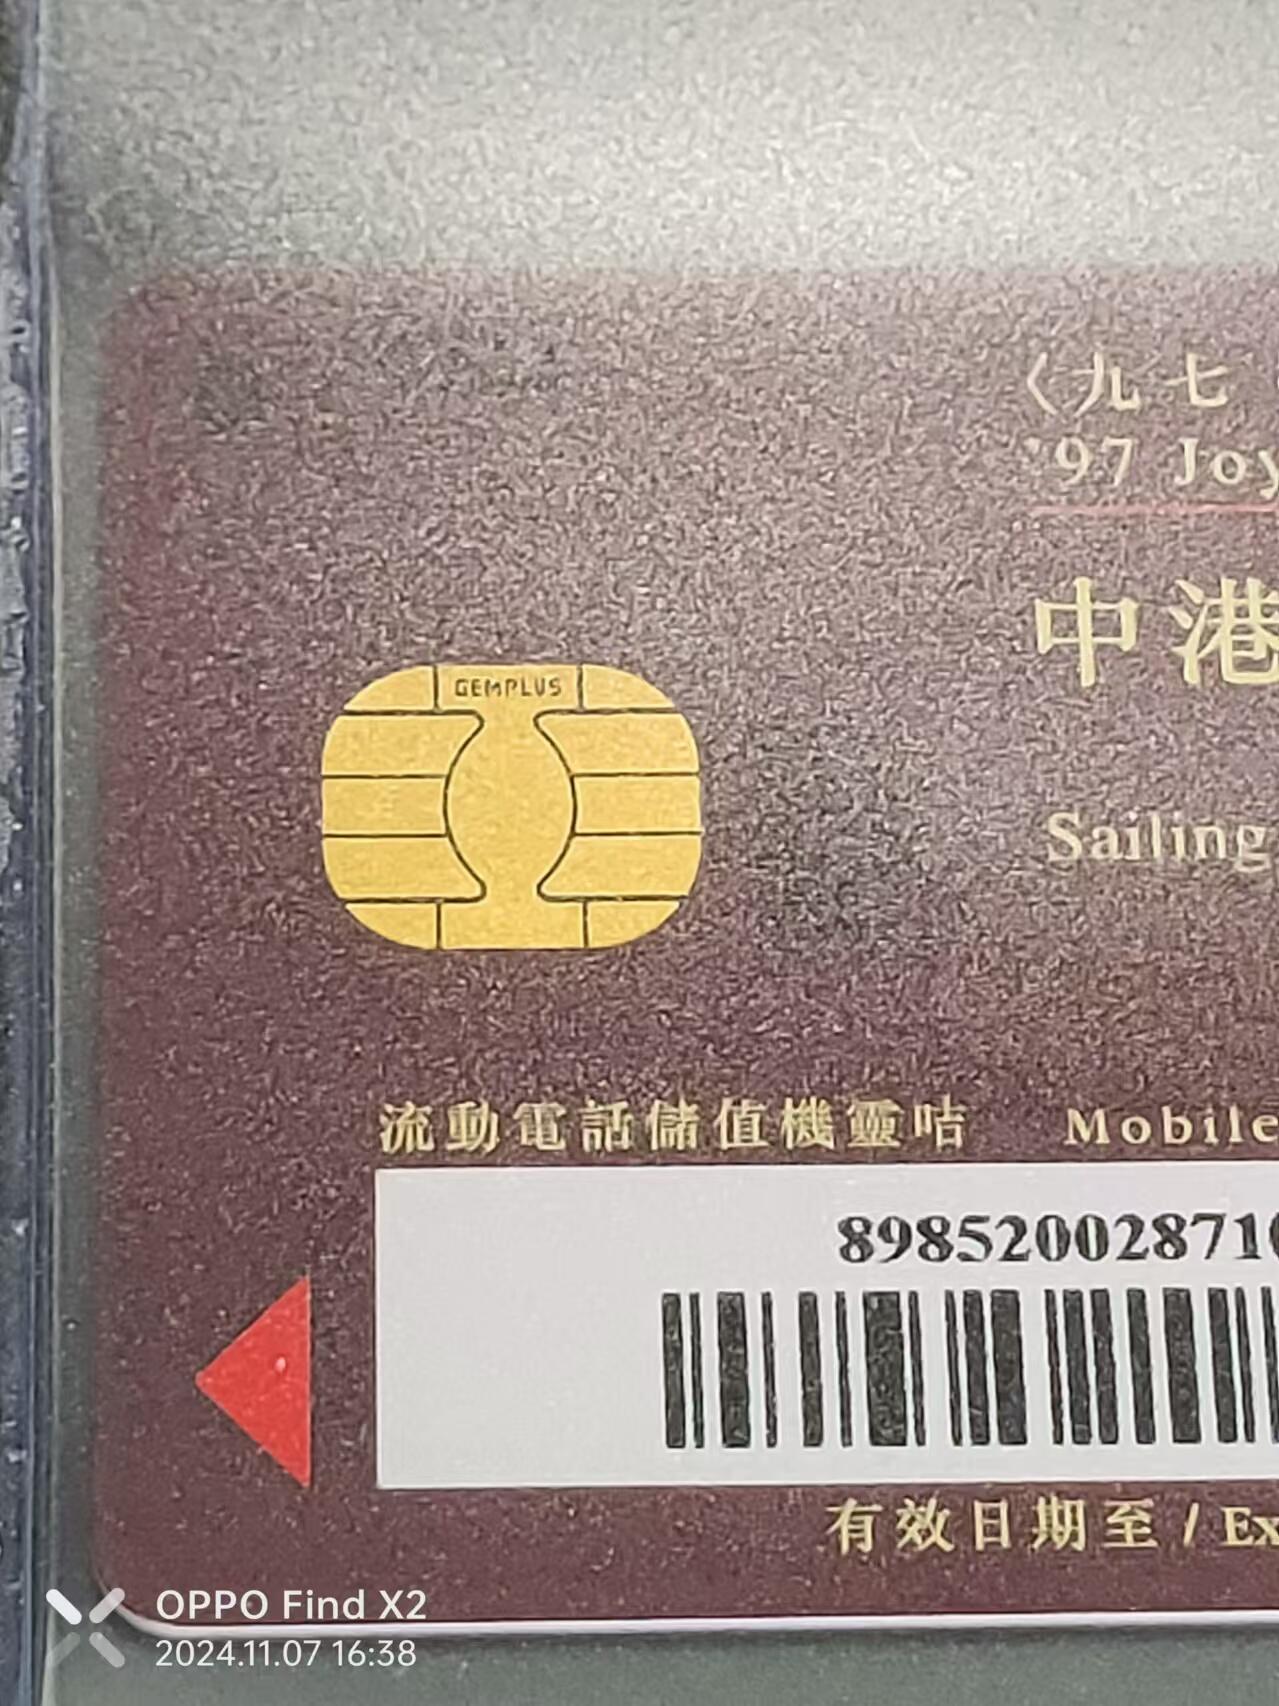 〈九七
'97 Joy
中港
GEMPLUS
Sailing
流動電話儲值機靈咭 Mobile
898520028710
有效日期至 / Ex
OPPO Find X2
2024.11.07 16:38